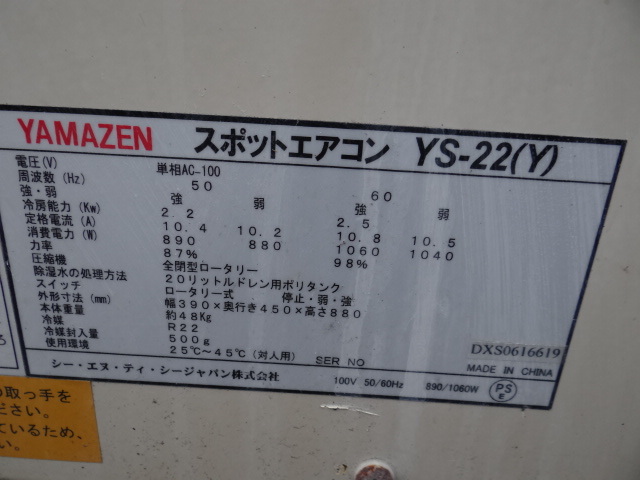 YAMAZEN スポットエアコン YS-22(Y)
電圧(V) 単相AC-100
周波数(Hz) 50 60
強・弱 強 弱 強 弱
冷房能力(Kw) 2.2 2.5
定格電流(A) 10.4 10.2 10.8 10.5
消費電力(W) 890 880 1060 1040
力率 87% 98%
圧縮機 全閉型ロータリー
除湿水の処理方法 20リットルドレン用ポリタンク
スイッチ ロータリー式 停止・弱・強
外形寸法(mm) 幅390×奥行き450×高さ880
本体重量 約48Kg
冷媒 R22
冷媒封入量 500g
使用環境 25℃~45℃(対人用) SER NO DXS0616619
シー・エヌ・ティ・シージャパン株式会社 100V 50/60Hz 890/1060W PSE MADE IN CHINA
の取っ手を
ださい。
ているため、
い。